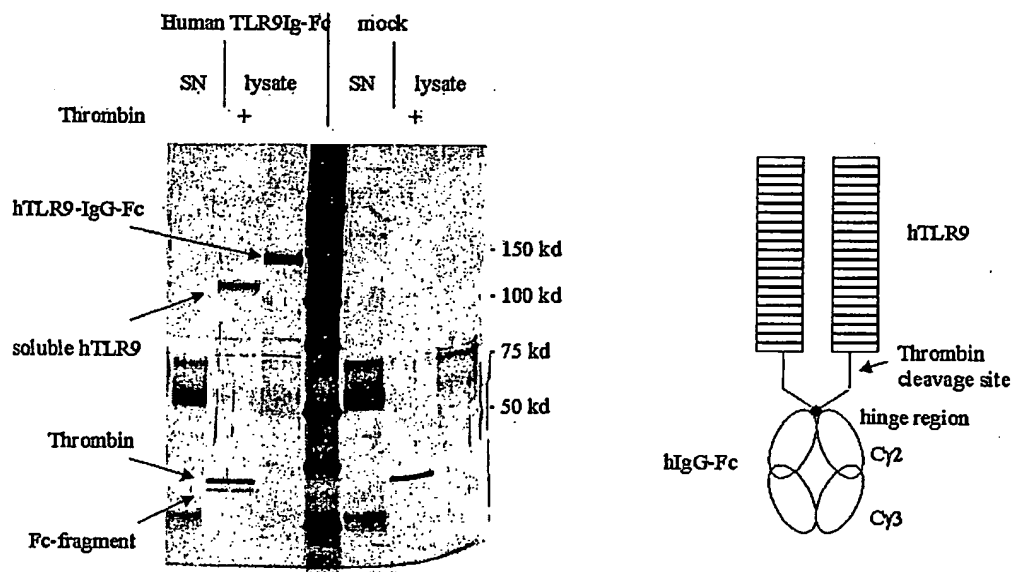 Human TLR9Ig-Fc mock
SN lysate SN lysate
Thrombin + +
hTLR9-IgG-Fc
soluble hTLR9
Thrombin
Fc-fragment
- 150 kd
- 100 kd
75 kd
- 50 kd
hTLR9
Thrombin
cleavage site
hinge region
hIgG-Fc
Cγ2
Cγ3